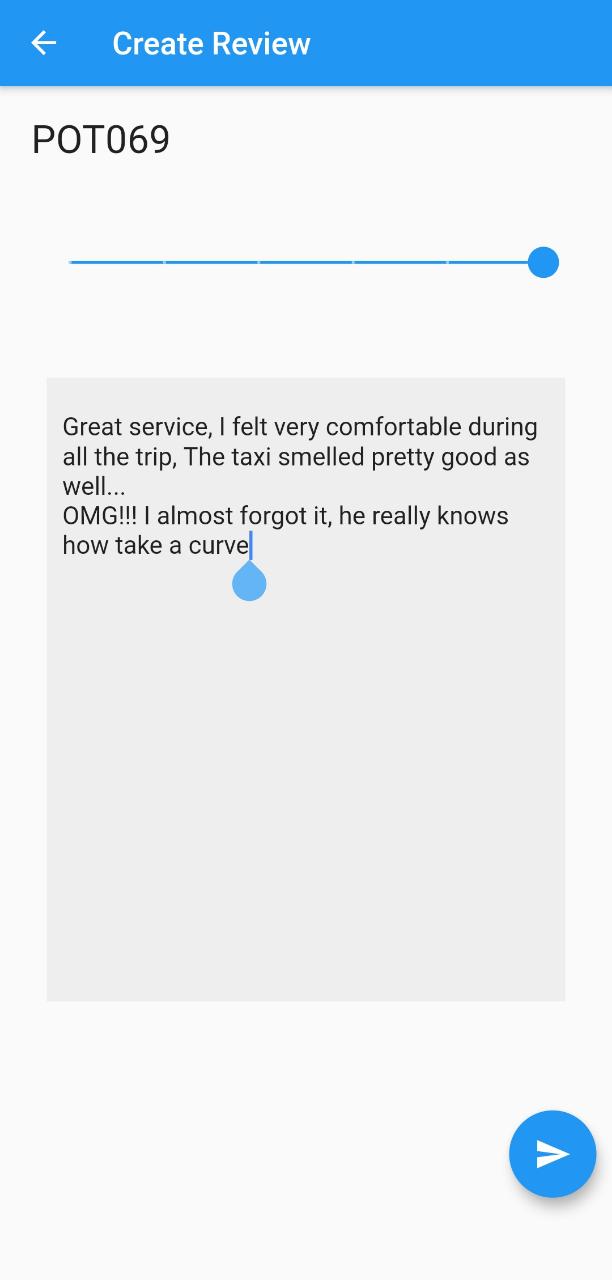 Create Review
POT069
Great service, I felt very comfortable during
all the trip, The taxi smelled pretty good as
well...
OMG!!! I almost forgot it, he really knows
how take a curve